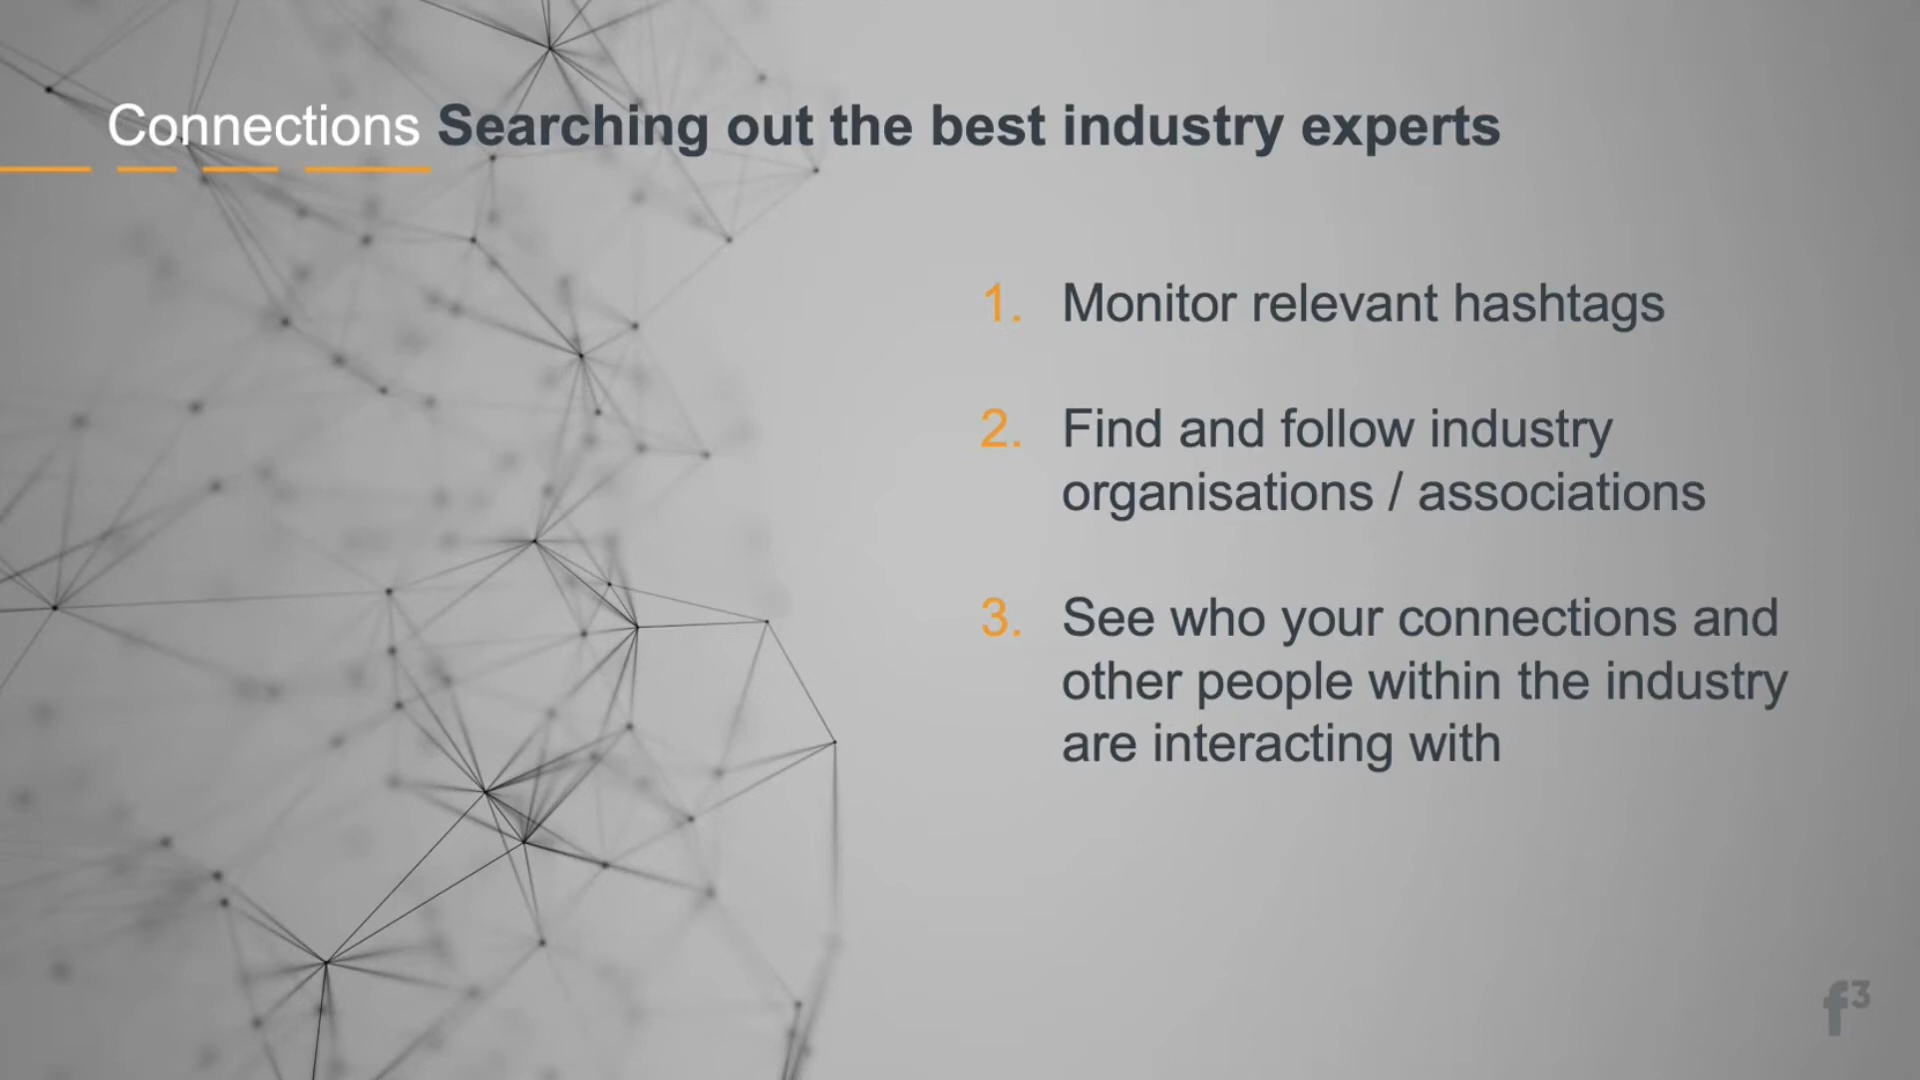 Connections Searching out the best industry experts
1. Monitor relevant hashtags
2. Find and follow industry
organisations / associations
3. See who your connections and
other people within the industry
are interacting with
f³